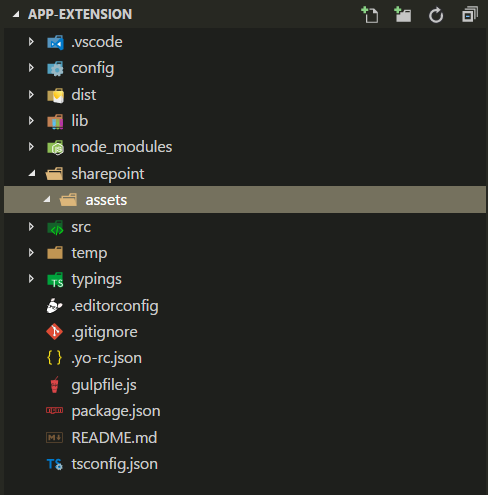 APP-EXTENSION
.vscode
config
dist
lib
node_modules
sharepoint
assets
src
temp
typings
.editorconfig
.gitignore
.yo-rc.json
gulpfile.js
package.json
README.md
tsconfig.json